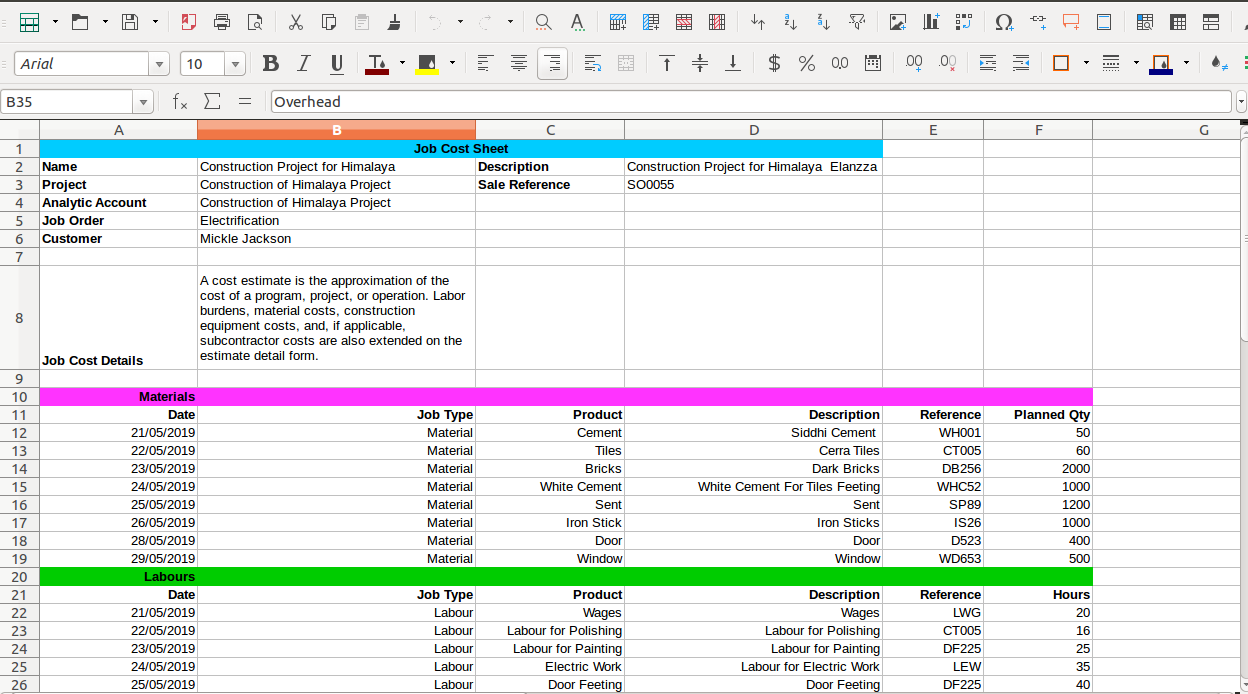 Arial 10
B35 Overhead
A B C D E F G
1 Job Cost Sheet
2 Name Construction Project for Himalaya Description Construction Project for Himalaya  Elanzza
3 Project Construction of Himalaya Project Sale Reference SO0055
4 Analytic Account Construction of Himalaya Project
5 Job Order Electrification
6 Customer Mickle Jackson
7
A cost estimate is the approximation of the
cost of a program, project, or operation. Labor
burdens, material costs, construction
8 equipment costs, and, if applicable,
subcontractor costs are also extended on the
Job Cost Details estimate detail form.
9
10 Materials
11 Date Job Type Product Description Reference Planned Qty
12 21/05/2019 Material Cement Siddhi Cement WH001 50
13 22/05/2019 Material Tiles Cerra Tiles CT005 60
14 23/05/2019 Material Bricks Dark Bricks DB256 2000
15 24/05/2019 Material White Cement White Cement For Tiles Feeting WHC52 1000
16 25/05/2019 Material Sent Sent SP89 1200
17 26/05/2019 Material Iron Stick Iron Sticks IS26 1000
18 28/05/2019 Material Door Door D523 400
19 29/05/2019 Material Window Window WD653 500
20 Labours
21 Date Job Type Product Description Reference Hours
22 21/05/2019 Labour Wages Wages LWG 20
23 22/05/2019 Labour Labour for Polishing Labour for Polishing CT005 16
24 23/05/2019 Labour Labour for Painting Labour for Painting DF225 25
25 24/05/2019 Labour Electric Work Labour for Electric Work LEW 35
26 25/05/2019 Labour Door Feeting Door Feeting DF225 40